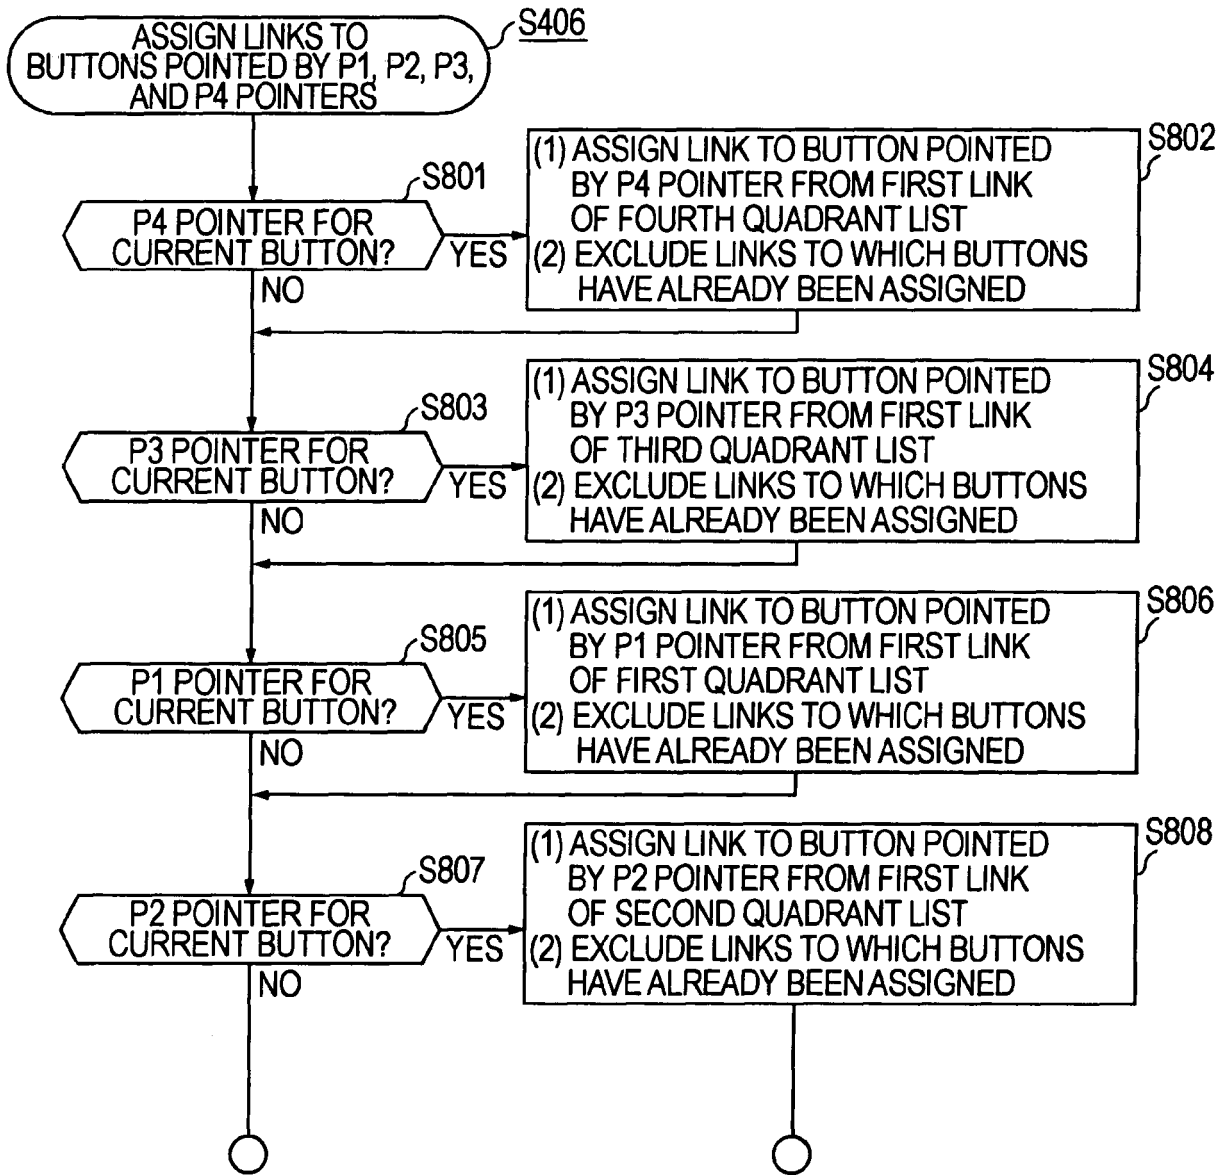 ASSIGN LINKS TO
BUTTONS POINTED BY P1, P2, P3,
AND P4 POINTERS
S406
S801
P4 POINTER FOR
CURRENT BUTTON?
YES
NO
S802
(1) ASSIGN LINK TO BUTTON POINTED
BY P4 POINTER FROM FIRST LINK
OF FOURTH QUADRANT LIST
(2) EXCLUDE LINKS TO WHICH BUTTONS
HAVE ALREADY BEEN ASSIGNED
S803
P3 POINTER FOR
CURRENT BUTTON?
YES
NO
S804
(1) ASSIGN LINK TO BUTTON POINTED
BY P3 POINTER FROM FIRST LINK
OF THIRD QUADRANT LIST
(2) EXCLUDE LINKS TO WHICH BUTTONS
HAVE ALREADY BEEN ASSIGNED
S805
P1 POINTER FOR
CURRENT BUTTON?
YES
NO
S806
(1) ASSIGN LINK TO BUTTON POINTED
BY P1 POINTER FROM FIRST LINK
OF FIRST QUADRANT LIST
(2) EXCLUDE LINKS TO WHICH BUTTONS
HAVE ALREADY BEEN ASSIGNED
S807
P2 POINTER FOR
CURRENT BUTTON?
YES
NO
S808
(1) ASSIGN LINK TO BUTTON POINTED
BY P2 POINTER FROM FIRST LINK
OF SECOND QUADRANT LIST
(2) EXCLUDE LINKS TO WHICH BUTTONS
HAVE ALREADY BEEN ASSIGNED